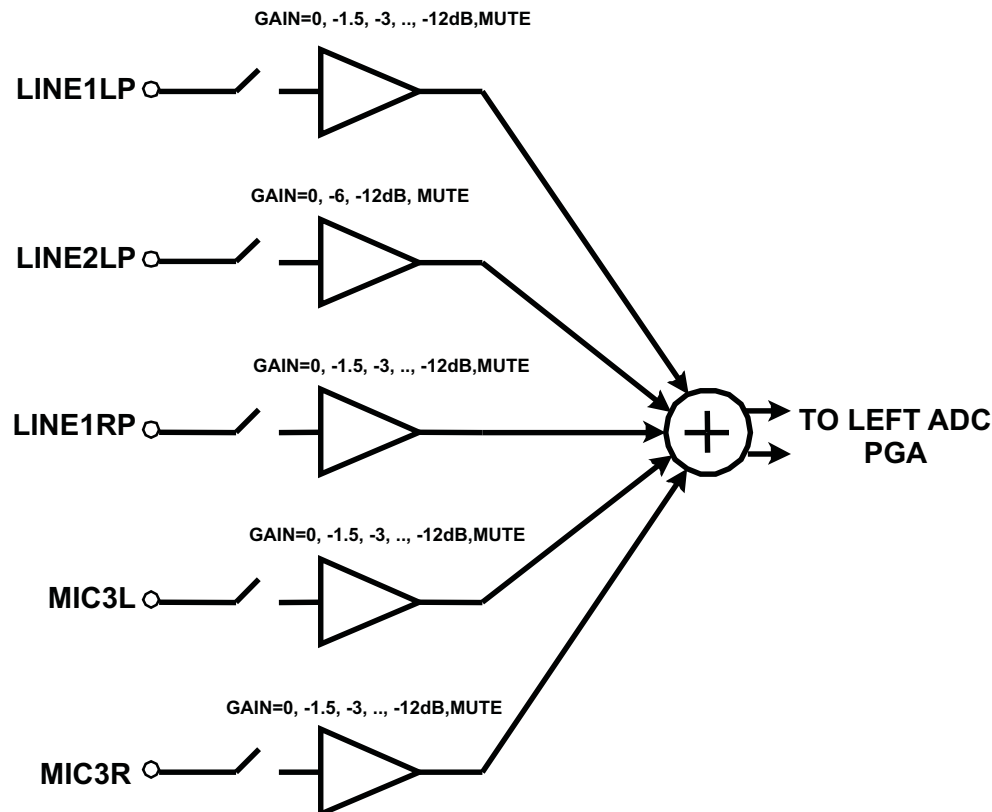 GAIN=0, -1.5, -3, .., -12dB,MUTE
LINE1LP
GAIN=0, -6, -12dB, MUTE
LINE2LP
GAIN=0, -1.5, -3, .., -12dB,MUTE
LINE1RP
TO LEFT ADC
PGA
GAIN=0, -1.5, -3, .., -12dB,MUTE
MIC3L
GAIN=0, -1.5, -3, .., -12dB,MUTE
MIC3R